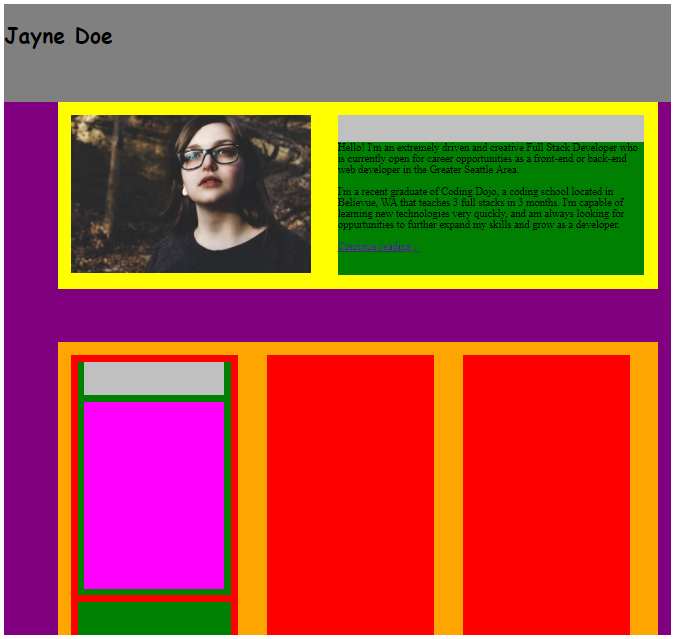 Jayne Doe
Hello! I'm an extremely driven and creative Full Stack Developer who
is currently open for career opportunities as a front-end or back-end
web developer in the Greater Seattle Area.
I'm a recent graduate of Coding Dojo, a coding school located in
Believue, WA that teaches 3 full stacks in 3 months. I'm capable of
learning new technologies very quickly, and am always looking for
oppurtunities to further expand my skills and grow as a developer.
Continue reading...